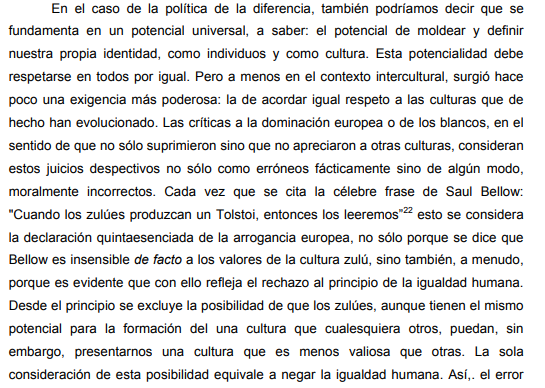 En el caso de la política de la diferencia, también podríamos decir que se
fundamenta en un potencial universal, a saber: el potencial de moldear y definir
nuestra propia identidad, como individuos y como cultura. Esta potencialidad debe
respetarse en todos por igual. Pero a menos en el contexto intercultural, surgió hace
poco una exigencia más poderosa: la de acordar igual respeto a las culturas que de
hecho han evolucionado. Las críticas a la dominación europea o de los blancos, en el
sentido de que no sólo suprimieron sino que no apreciaron a otras culturas, consideran
estos juicios despectivos no sólo como erróneos fácticamente sino de algún modo,
moralmente incorrectos. Cada vez que se cita la célebre frase de Saul Bellow:
"Cuando los zulúes produzcan un Tolstoi, entonces los leeremos"22 esto se considera
la declaración quintaesenciada de la arrogancia europea, no sólo porque se dice que
Bellow es insensible de facto a los valores de la cultura zulú, sino también, a menudo,
porque es evidente que con ello refleja el rechazo al principio de la igualdad humana.
Desde el principio se excluye la posibilidad de que los zulúes, aunque tienen el mismo
potencial para la formación del una cultura que cualesquiera otros, puedan, sin
embargo, presentarnos una cultura que es menos valiosa que otras. La sola
consideración de esta posibilidad equivale a negar la igualdad humana. Así,. el error